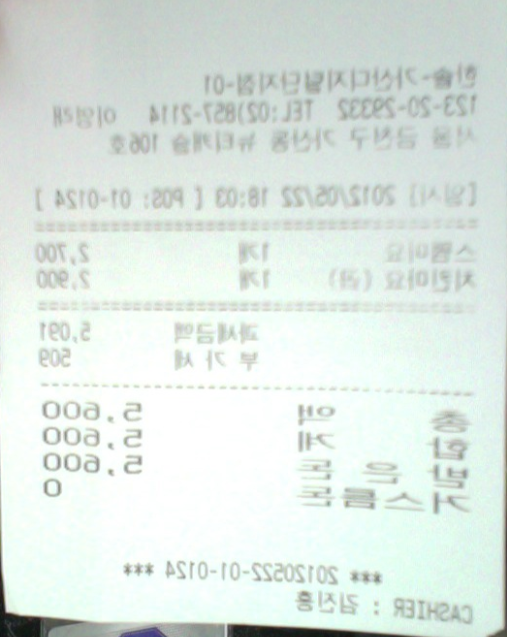 한솥-가산디지털단지점-01
123-20-29332 TEL:02)857-2114 이영래
서울 금천구 가산동 뉴티캐슬 106호
[일시] 2012/05/22 18:03 [ POS: 01-0124 ]
스팸마요 1개 2,700
치킨마요 (곱) 1개 2,900
과세금액 5,091
부 가 세 509
총 액 5,600
합 계 5,600
받 은 돈 5,600
거스름돈 0
*** 20120522-01-0124 ***
CASHIER : 김진홍